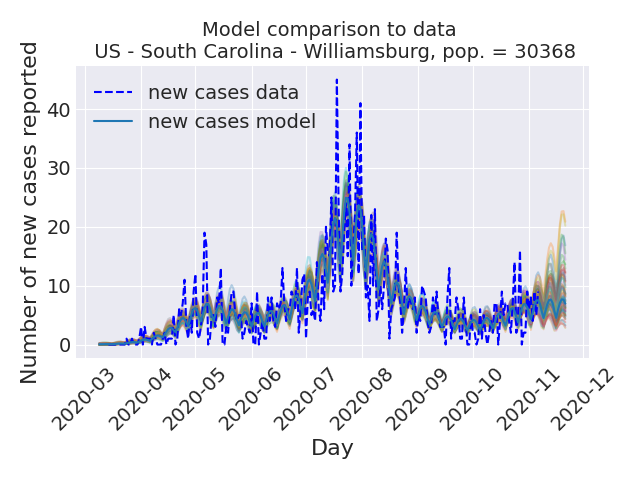 Model comparison to data
US - South Carolina - Williamsburg, pop. = 30368
new cases data
new cases model
Number of new cases reported
40
30
20
10
0
2020-03
2020-04
2020-05
2020-06
2020-07
2020-08
2020-09
2020-10
2020-11
2020-12
Day